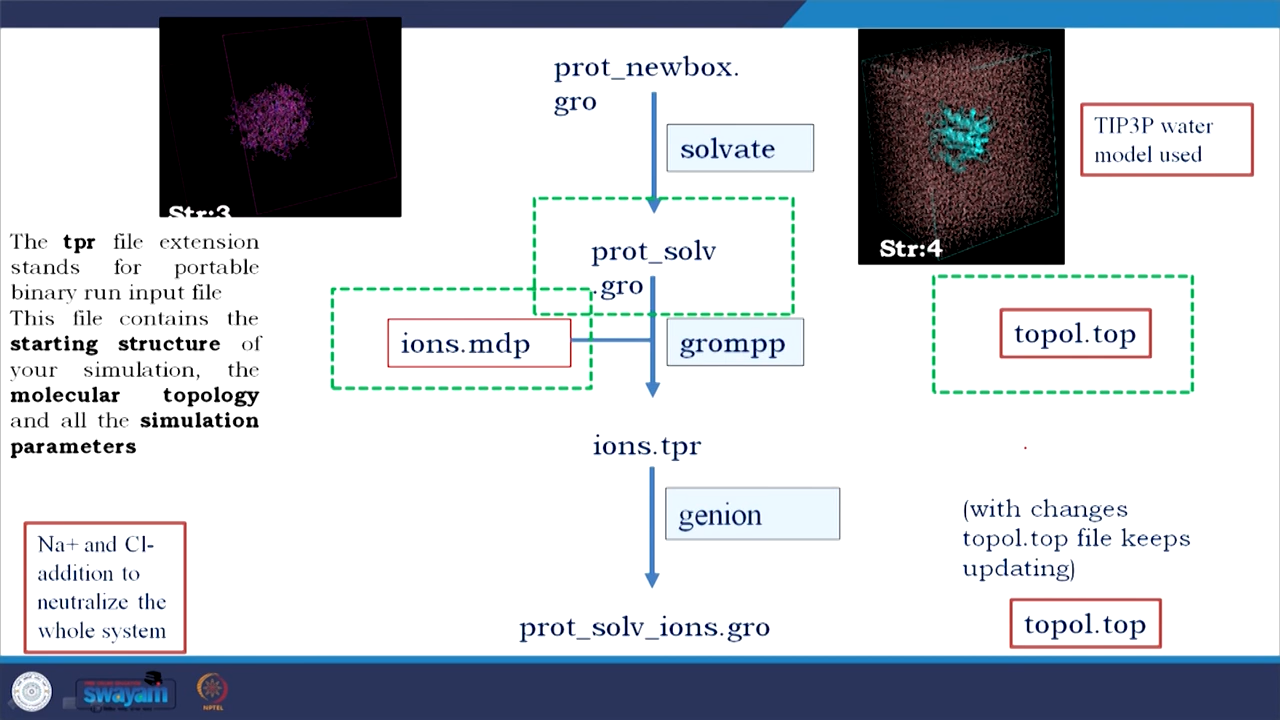 Str:3
The tpr file extension
stands for portable
binary run input file
This file contains the
starting structure of
your simulation, the
molecular topology
and all the simulation
parameters
Na+ and Cl-
addition to
neutralize the
whole system
prot_newbox.
gro
solvate
prot_solv
.gro
ions.mdp
grompp
ions.tpr
genion
prot_solv_ions.gro
Str:4
TIP3P water
model used
topol.top
(with changes
topol.top file keeps
updating)
topol.top
swayam
NPTEL